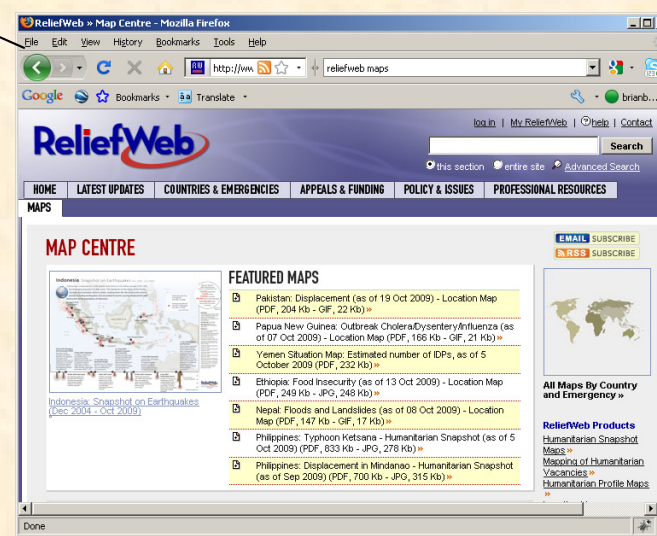 ReliefWeb » Map Centre - Mozilla Firefox
File Edit View History Bookmarks Tools Help
http://ww reliefweb maps
Google Bookmarks Translate brianb...
log in | My ReliefWeb | help | Contact
ReliefWeb
Search
this section entire site Advanced Search
HOME LATEST UPDATES COUNTRIES & EMERGENCIES APPEALS & FUNDING POLICY & ISSUES PROFESSIONAL RESOURCES
MAPS
MAP CENTRE
EMAIL SUBSCRIBE
RSS SUBSCRIBE
Indonesia
Indonesia: Snapshot on Earthquakes
(Dec 2004 - Oct 2009)
FEATURED MAPS
Pakistan: Displacement (as of 19 Oct 2009) - Location Map
(PDF, 204 Kb - GIF, 22 Kb) »
Papua New Guinea: Outbreak Cholera/Dysentery/Influenza (as
of 07 Oct 2009) - Location Map (PDF, 166 Kb - GIF, 21 Kb) »
Yemen Situation Map: Estimated number of IDPs, as of 5
October 2009 (PDF, 232 Kb) »
Ethiopia: Food Insecurity (as of 13 Oct 2009) - Location Map
(PDF, 249 Kb - JPG, 248 Kb) »
Nepal: Floods and Landslides (as of 08 Oct 2009) - Location
Map (PDF, 147 Kb - GIF, 17 Kb) »
Philippines: Typhoon Ketsana - Humanitarian Snapshot (as of 5
Oct 2009) (PDF, 833 Kb - JPG, 278 Kb) »
Philippines: Displacement in Mindanao - Humanitarian Snapshot
(as of Sep 2009) (PDF, 700 Kb - JPG, 315 Kb) »
All Maps By Country
and Emergency »
ReliefWeb Products
Humanitarian Snapshot
Maps »
Mapping of Humanitarian
Vacancies »
Humanitarian Profile Maps
»
Done